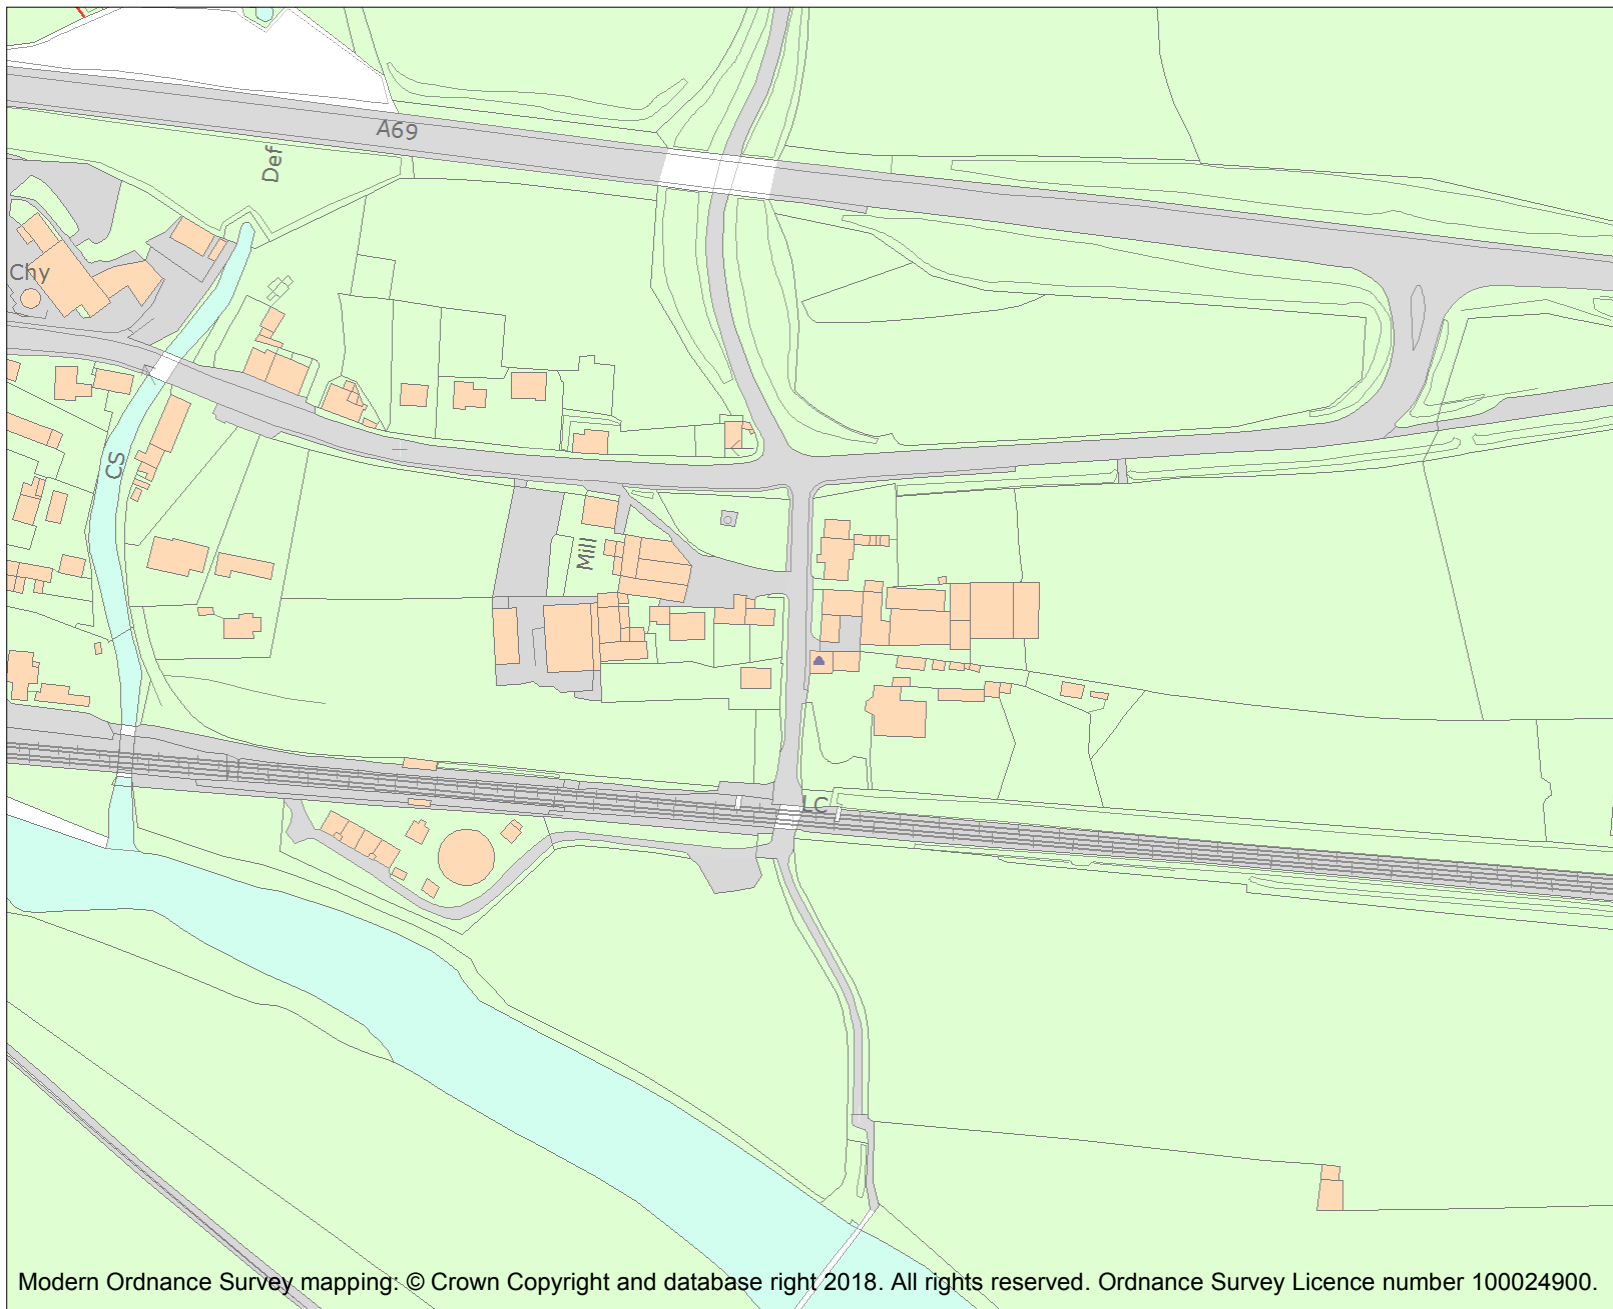 A69
Def
Chy
CS
Mill
LC
Modern Ordnance Survey mapping: © Crown Copyright and database right 2018. All rights reserved. Ordnance Survey Licence number 100024900.